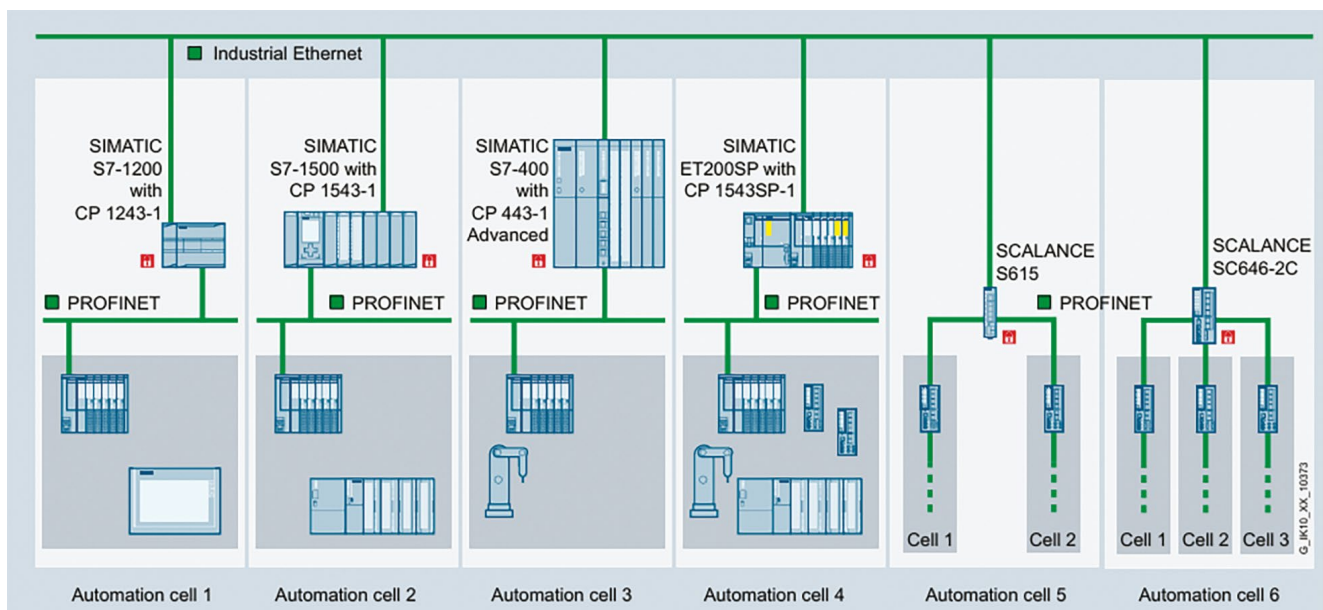 Industrial Ethernet
SIMATIC
S7-1200
with
CP 1243-1
PROFINET
Automation cell 1
SIMATIC
S7-1500 with
CP 1543-1
PROFINET
Automation cell 2
SIMATIC
S7-400
with
CP 443-1
Advanced
PROFINET
Automation cell 3
SIMATIC
ET200SP with
CP 1543SP-1
PROFINET
Automation cell 4
SCALANCE
S615
PROFINET
Cell 1
Cell 2
Automation cell 5
SCALANCE
SC646-2C
Cell 1
Cell 2
Cell 3
Automation cell 6
G_IK10_XX_10373